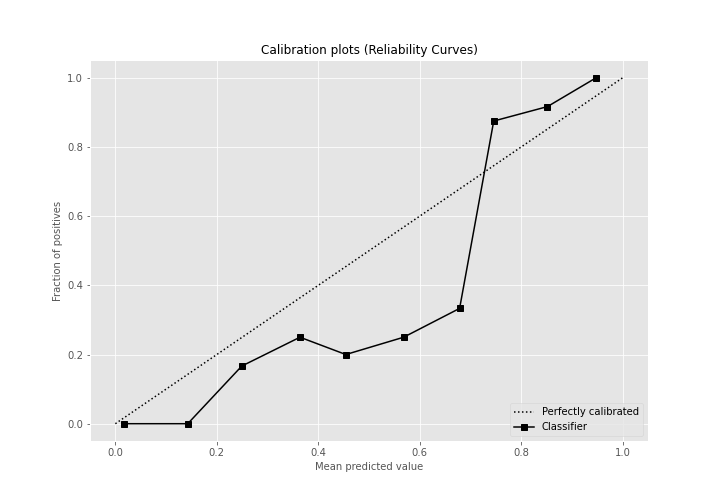 Calibration plots (Reliability Curves)
1.0
0.8
0.6
0.4
0.2
0.0
Fraction of positives
0.0 0.2 0.4 0.6 0.8 1.0
Mean predicted value
Perfectly calibrated
Classifier